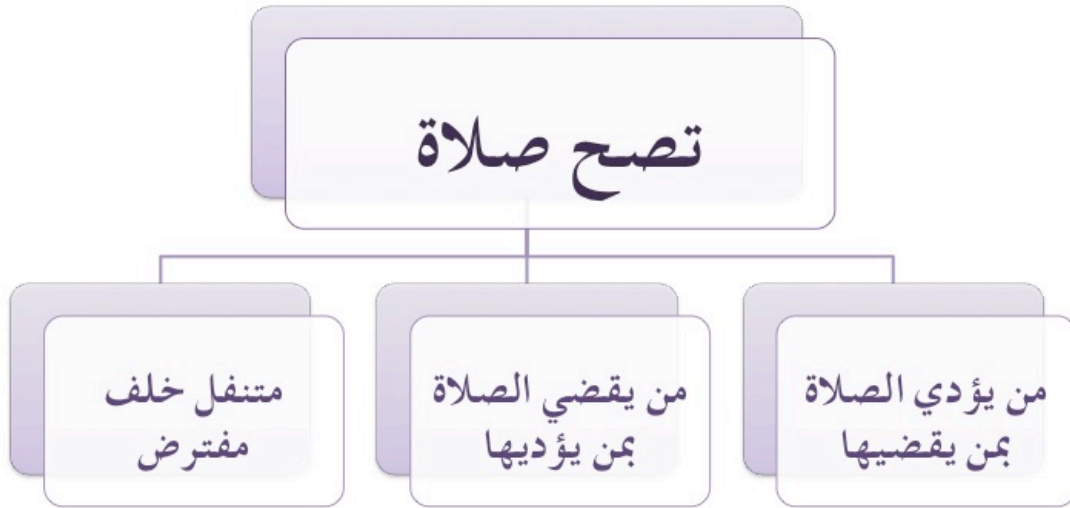 تصح صلاة
من يؤدي الصلاة
بمن يقضيها
من يقضي الصلاة
بمن يؤديها
متنفل خلف
مفترض